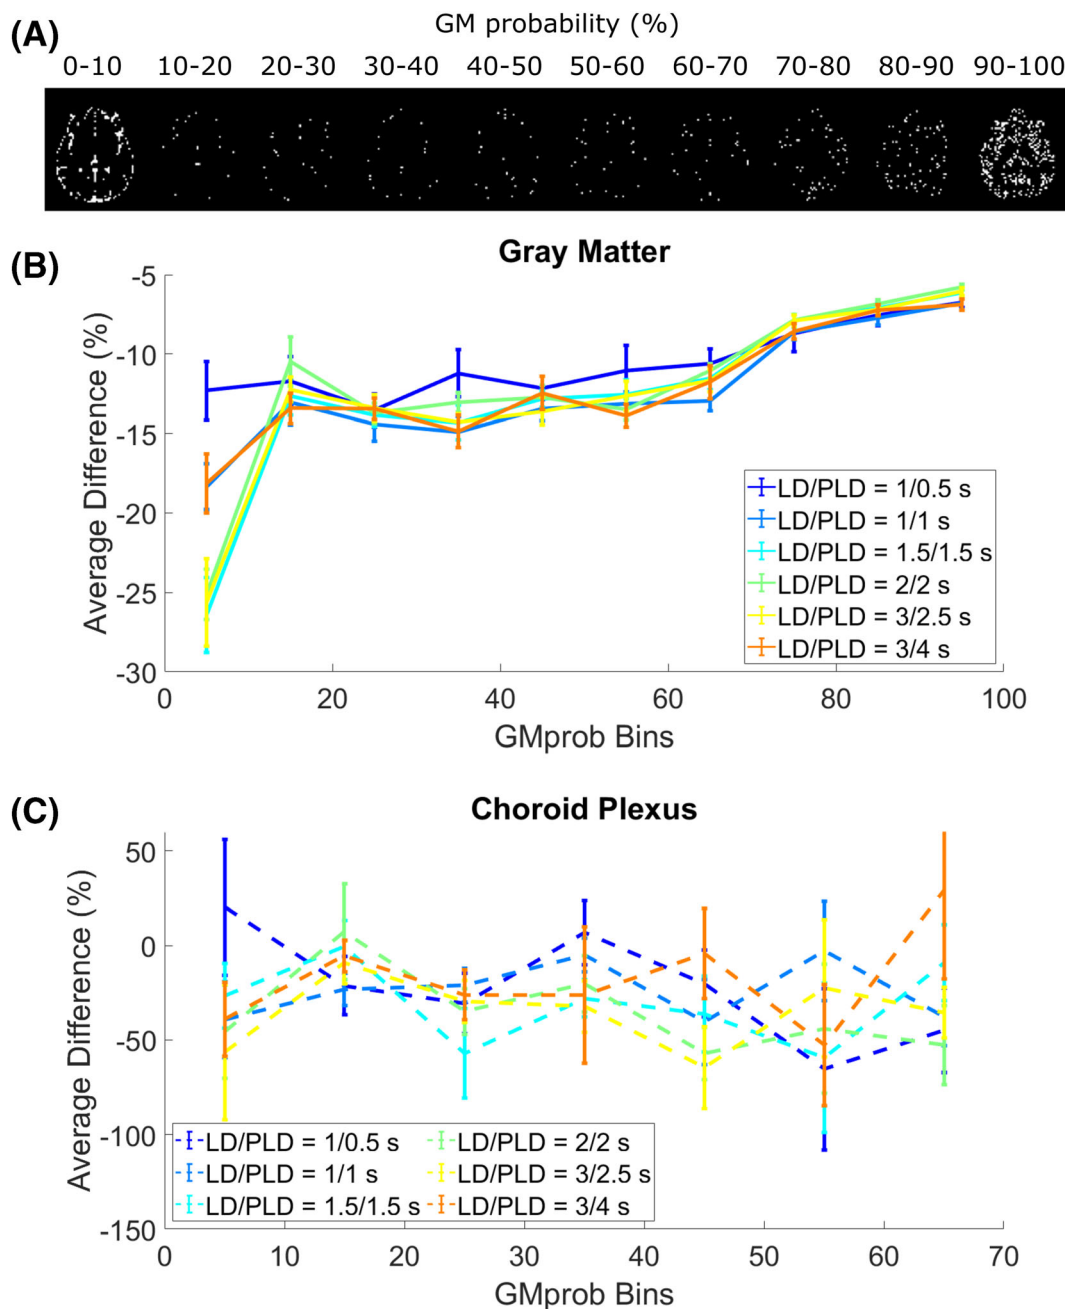 (A)
GM probability (%)
0-10 10-20 20-30 30-40 40-50 50-60 60-70 70-80 80-90 90-100
(B)
Gray Matter
Average Difference (%)
-5
-10
-15
-20
-25
-30
0 20 40 60 80 100
GMprob Bins
LD/PLD = 1/0.5 s
LD/PLD = 1/1 s
LD/PLD = 1.5/1.5 s
LD/PLD = 2/2 s
LD/PLD = 3/2.5 s
LD/PLD = 3/4 s
(C)
Choroid Plexus
Average Difference (%)
50
0
-50
-100
-150
0 10 20 30 40 50 60 70
GMprob Bins
LD/PLD = 1/0.5 s LD/PLD = 2/2 s
LD/PLD = 1/1 s LD/PLD = 3/2.5 s
LD/PLD = 1.5/1.5 s LD/PLD = 3/4 s